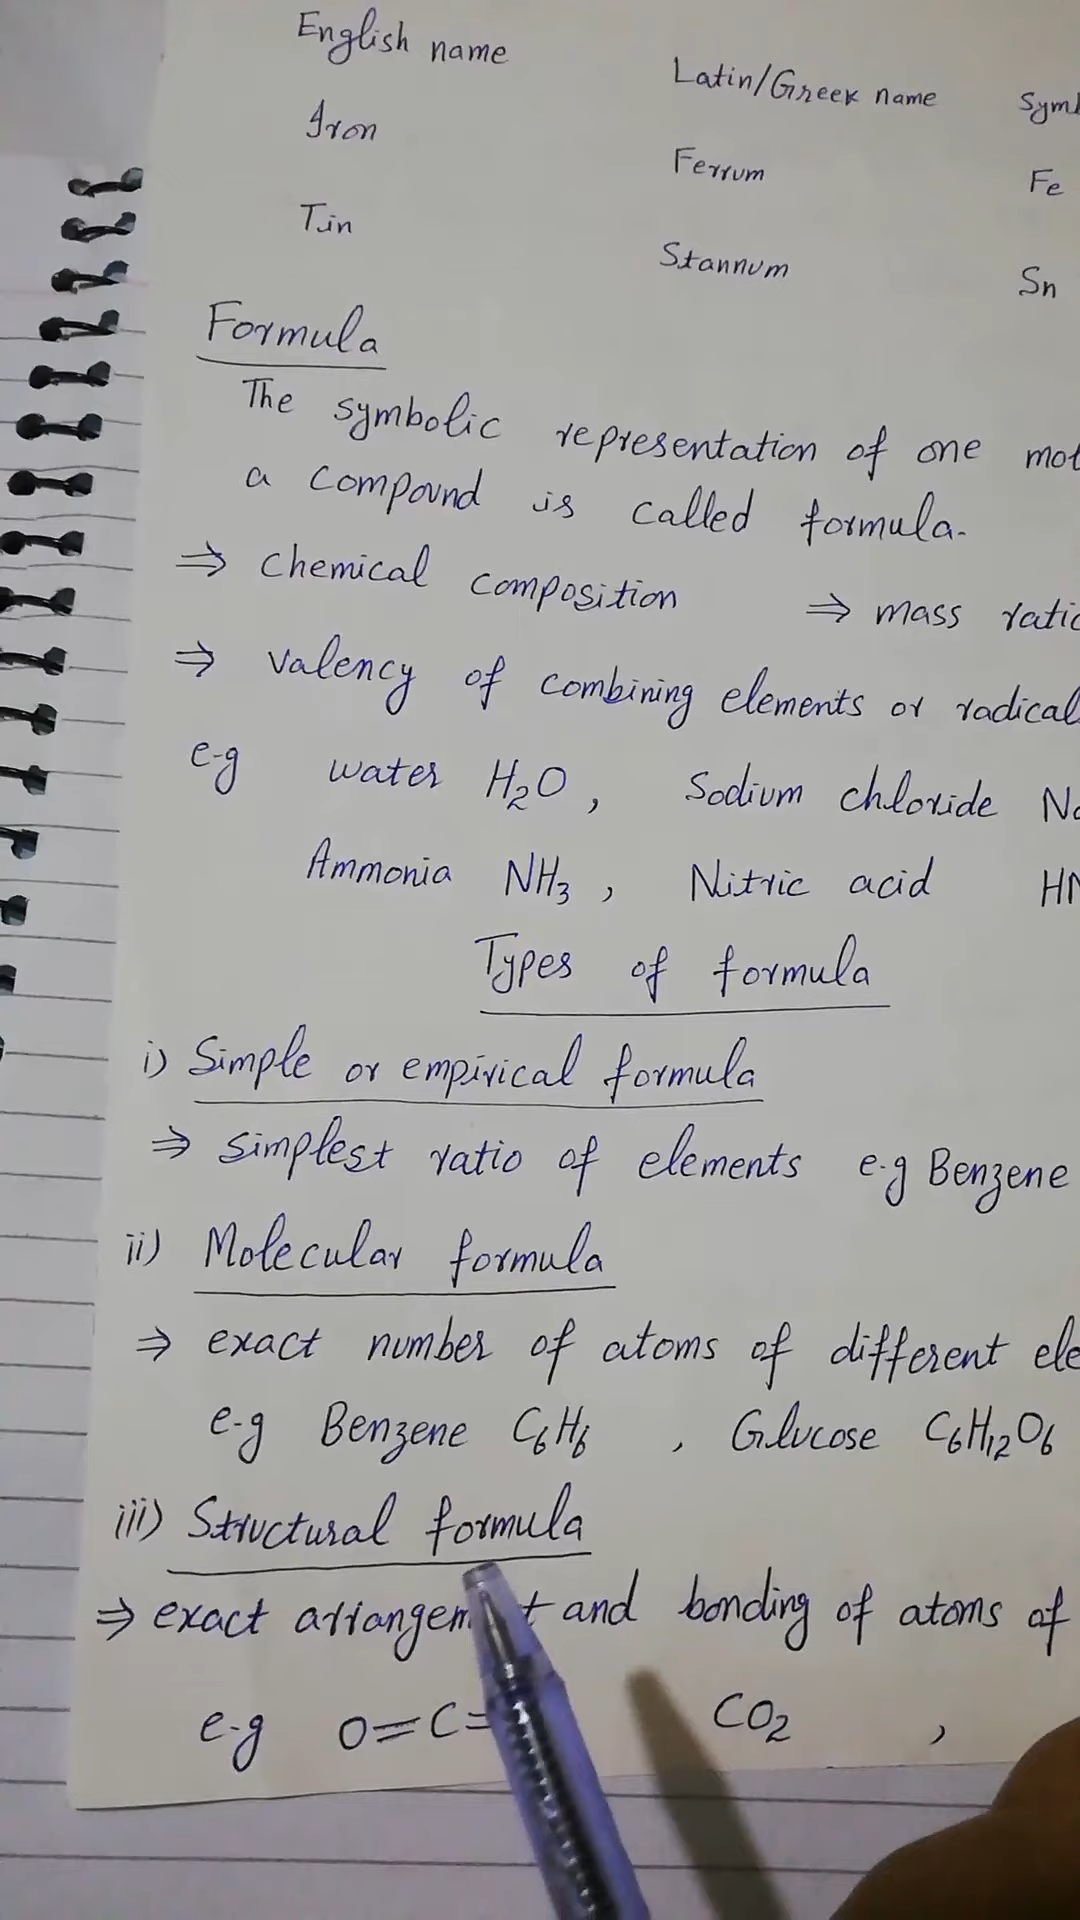 English name Latin/Greek name
Iron Ferrum Fe
Tin Stannum Sn
Formula
The symbolic representation of one
a compound is called formula.
⇒ chemical composition ⇒ mass
⇒ valency of combining elements or
e-g water H₂O , Sodium chloride
Ammonia NH₃ , Nitric acid
Types of formula
i) Simple or empirical formula
⇒ simplest ratio of elements e-g Benzene
ii) Molecular formula
⇒ exact number of atoms of different
e-g Benzene C₆H₆ , Glucose C₆H₁₂O₆
iii) Structural formula
⇒ exact and bonding of atoms of
e-g O=C= CO₂ ,